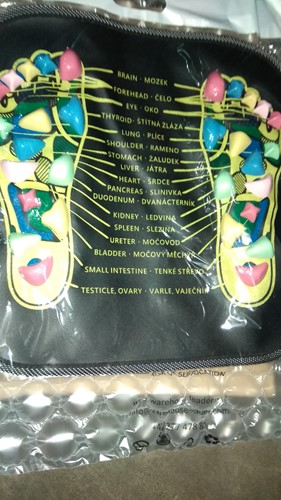 BRAIN · MOZEK
FOREHEAD · ČELO
EYE · OKO
THYROID · ŠTÍTNÁ ŽLÁZA
LUNG · PLÍCE
SHOULDER · RAMENO
STOMACH · ŽALUDEK
LIVER · JÁTRA
HEART · SRDCE
PANCREAS · SLINIVKA
DUODENUM · DVANÁCTERNÍK
KIDNEY · LEDVINA
SPLEEN · SLEZINA
URETER · MOČOVOD
BLADDER · MOČOVÝ MĚCHÝŘ
SMALL INTESTINE · TENKÉ STŘEVO
TESTICLE, OVARY · VARLE, VAJEČNÍK
SUFFOCATION